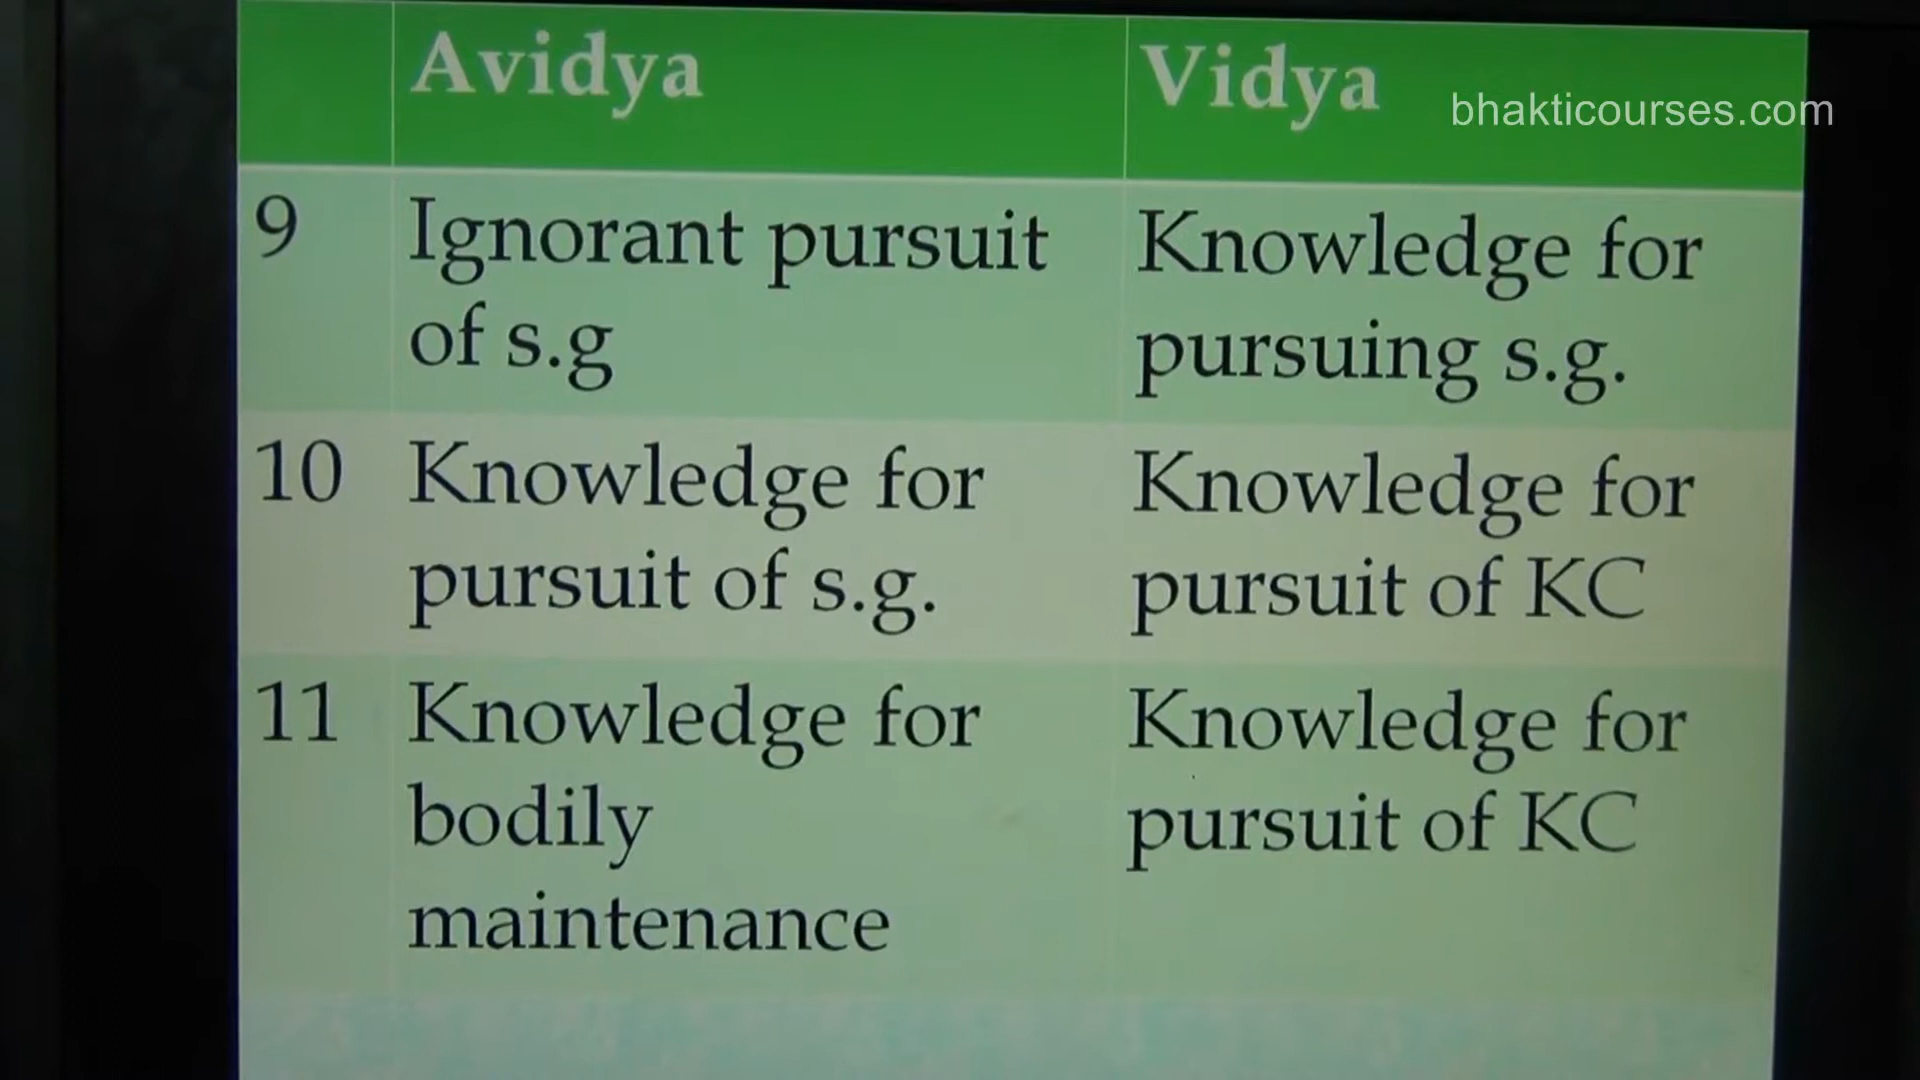 Avidya
Vidya
bhakticourses.com
9
Ignorant pursuit
of s.g
Knowledge for
pursuing s.g.
10
Knowledge for
pursuit of s.g.
Knowledge for
pursuit of KC
11
Knowledge for
bodily
maintenance
Knowledge for
pursuit of KC